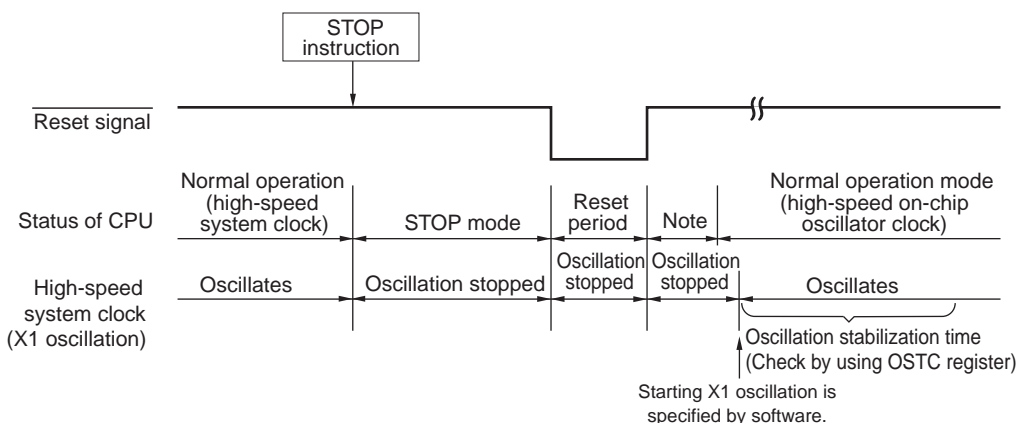 STOP
instruction
Reset signal
Normal operation
(high-speed
system clock)
Status of CPU
STOP mode
Reset
period
Note
Normal operation mode
(high-speed on-chip
oscillator clock)
High-speed
system clock
(X1 oscillation)
Oscillates
Oscillation stopped
Oscillation
stopped
Oscillation
stopped
Oscillates
Oscillation stabilization time
(Check by using OSTC register)
Starting X1 oscillation is
specified by software.